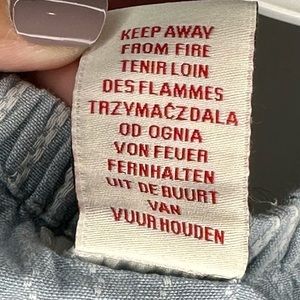 KEEP AWAY
FROM FIRE
TENIR LOIN
DES FLAMMES
TRZYMAĆZDALA
OD OGNIA
VON FEUER
FERNHALTEN
UIT DE BUURT
VAN
VUUR HOUDEN